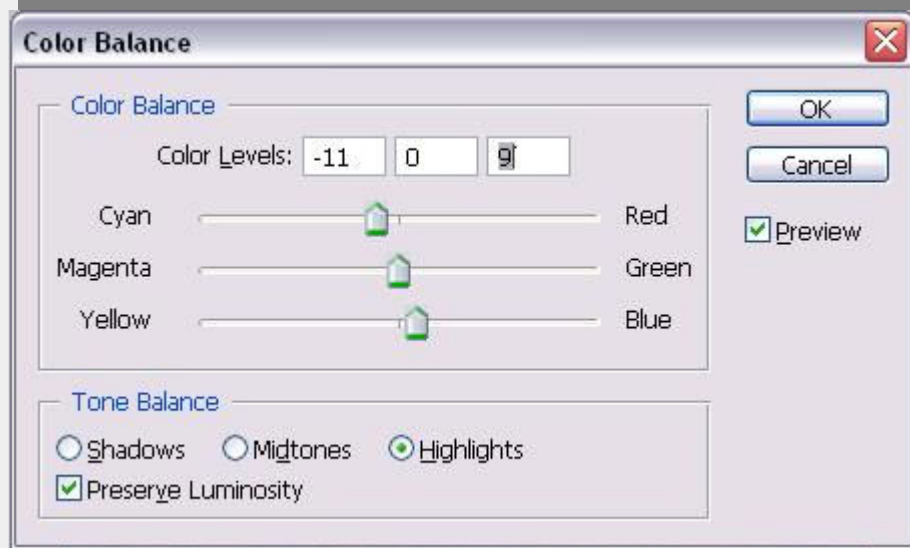 Color Balance
Color Balance
OK
Color Levels: -11 0 9
Cancel
Cyan Red
Preview
Magenta Green
Yellow Blue
Tone Balance
Shadows Midtones Highlights
Preserve Luminosity